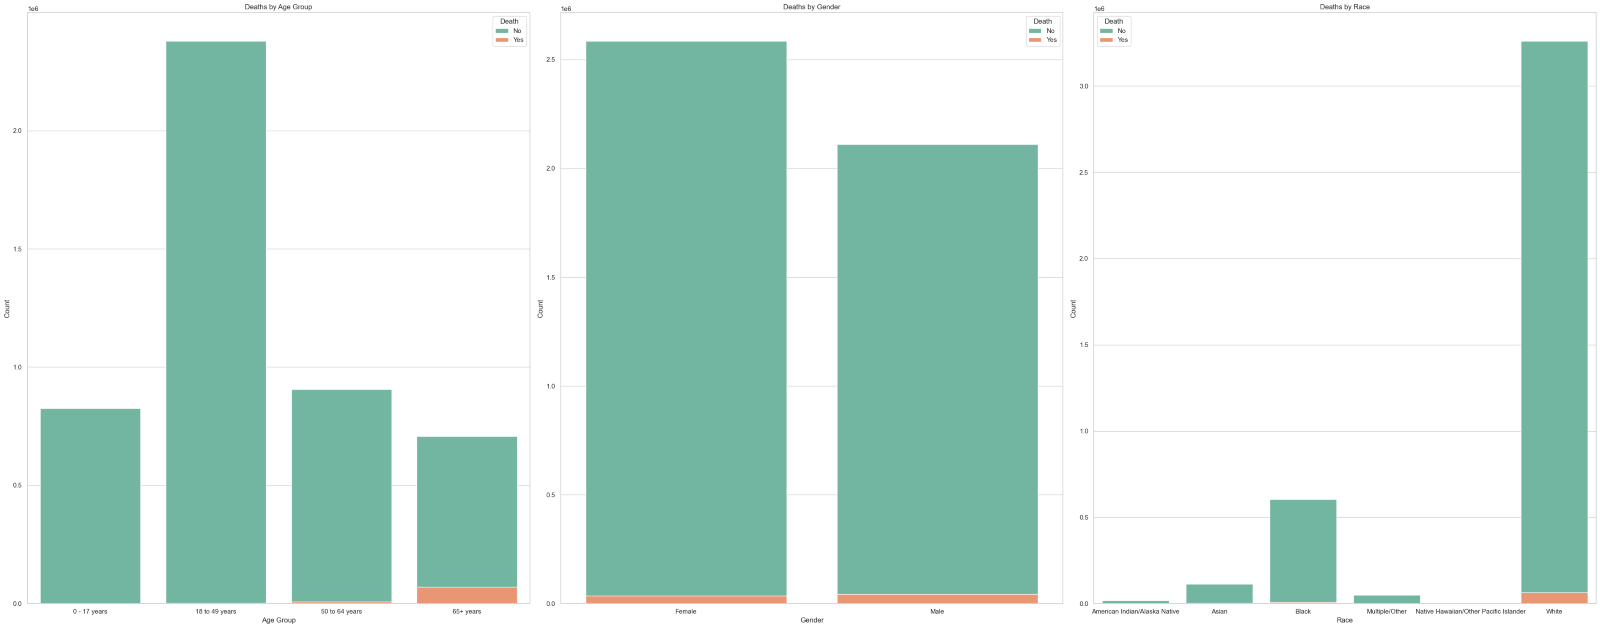 Deaths by Age Group
1e6
Death
No
Yes
2.0
1.5
1.0
0.5
0.0
Count
0 - 17 years
18 to 49 years
50 to 64 years
65+ years
Age Group
Deaths by Gender
1e6
Death
No
Yes
2.5
2.0
1.5
1.0
0.5
0.0
Count
Female
Male
Gender
Deaths by Race
1e6
Death
No
Yes
3.0
2.5
2.0
1.5
1.0
0.5
0.0
Count
American Indian/Alaska Native
Asian
Black
Multiple/Other
Native Hawaiian/Other Pacific Islander
White
Race